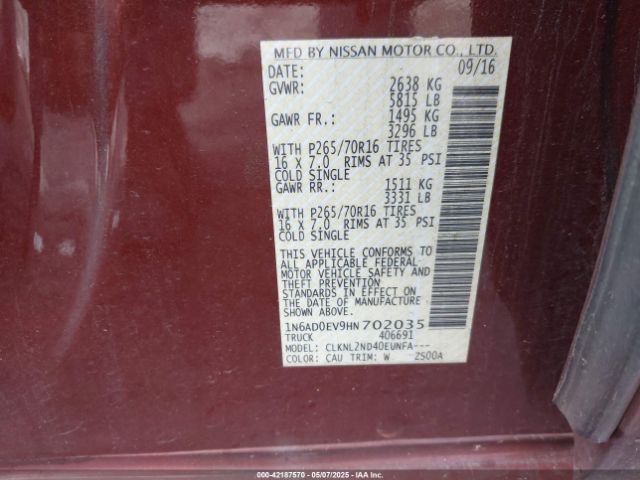 MFD BY NISSAN MOTOR CO., LTD.
DATE: 09/16
GVWR: 2638 KG
5815 LB
GAWR FR.: 1495 KG
3296 LB
WITH P265/70R16 TIRES
16 X 7.0 RIMS AT 35 PSI
COLD SINGLE
GAWR RR.: 1511 KG
3331 LB
WITH P265/70R16 TIRES
16 X 7.0 RIMS AT 35 PSI
COLD SINGLE
THIS VEHICLE CONFORMS TO
ALL APPLICABLE FEDERAL
MOTOR VEHICLE SAFETY AND
THEFT PREVENTION
STANDARDS IN EFFECT ON
THE DATE OF MANUFACTURE
SHOWN ABOVE.
1N6AD0EV9HN702035
TRUCK 406691
MODEL: CLKNL2ND40EUNFA---
COLOR: CAU TRIM: W ZS00A
000-42187570 - 05/07/2025 - IAA Inc.